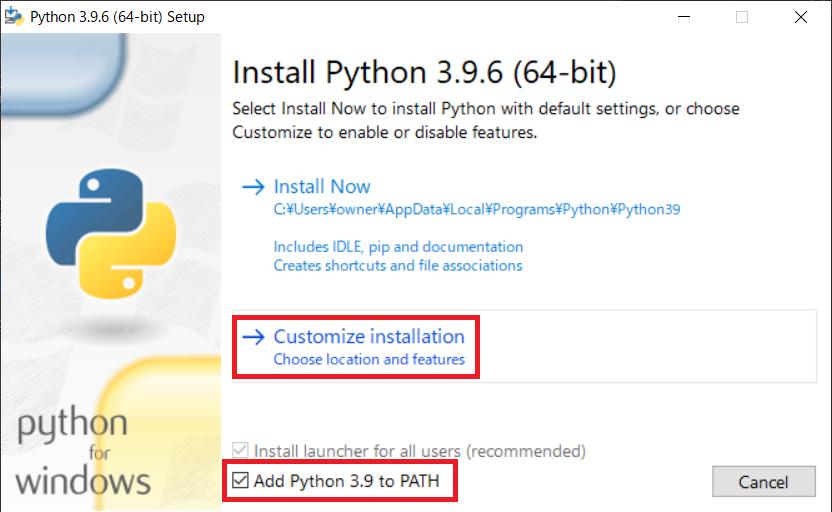 Python 3.9.6 (64-bit) Setup
Install Python 3.9.6 (64-bit)
Select Install Now to install Python with default settings, or choose
Customize to enable or disable features.
Install Now
C:¥Users¥owner¥AppData¥Local¥Programs¥Python¥Python39
Includes IDLE, pip and documentation
Creates shortcuts and file associations
Customize installation
Choose location and features
python
for
windows
Install launcher for all users (recommended)
Add Python 3.9 to PATH
Cancel